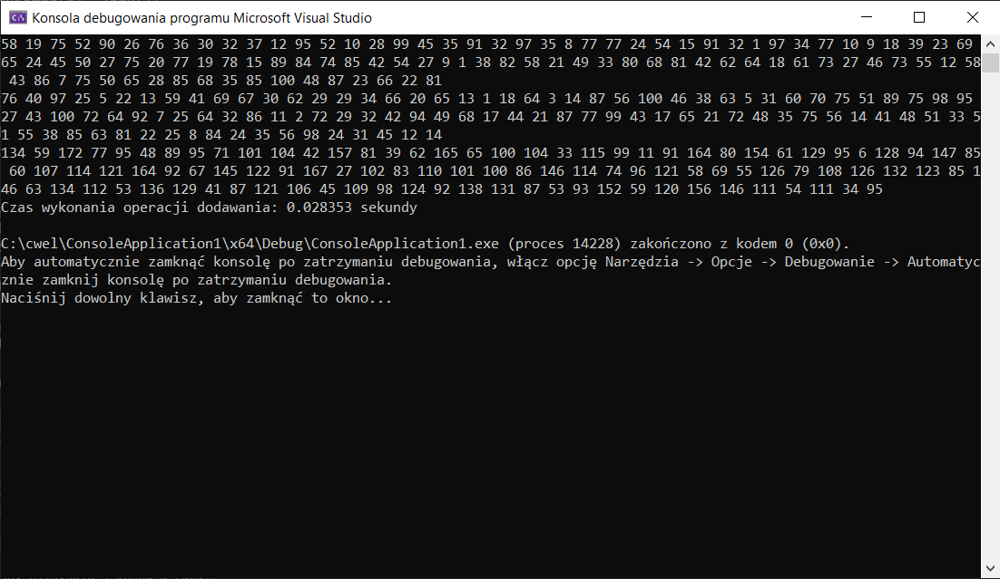 Konsola debugowania programu Microsoft Visual Studio
58 19 75 52 90 26 76 36 30 32 37 12 95 52 10 28 99 45 35 91 32 97 35 8 77 77 24 54 15 91 32 1 97 34 77 10 9 18 39 23 69
65 24 45 50 27 75 20 77 19 78 15 89 84 74 85 42 54 27 9 1 38 82 58 21 49 33 80 68 81 42 62 64 18 61 73 27 46 73 55 12 58
43 86 7 75 50 65 28 85 68 35 85 100 48 87 23 66 22 81
76 40 97 25 5 22 13 59 41 69 67 30 62 29 29 34 66 20 65 13 1 18 64 3 14 87 56 100 46 38 63 5 31 60 70 75 51 89 75 98 95
27 43 100 72 64 92 7 25 64 32 86 11 2 72 29 32 42 94 49 68 17 44 21 87 77 99 43 17 65 21 72 48 35 75 56 14 41 48 51 33 5
1 55 38 85 63 81 22 25 8 84 24 35 56 98 24 31 45 12 14
134 59 172 77 95 48 89 95 71 101 104 42 157 81 39 62 165 65 100 104 33 115 99 11 91 164 80 154 61 129 95 6 128 94 147 85
60 107 114 121 164 92 67 145 122 91 167 27 102 83 110 101 100 86 146 114 74 96 121 58 69 55 126 79 108 126 132 123 85 1
46 63 134 112 53 136 129 41 87 121 106 45 109 98 124 92 138 131 87 53 93 152 59 120 156 146 111 54 111 34 95
Czas wykonania operacji dodawania: 0.028353 sekundy
C:\cwel\ConsoleApplication1\x64\Debug\ConsoleApplication1.exe (proces 14228) zakończono z kodem 0 (0x0).
Aby automatycznie zamknąć konsolę po zatrzymaniu debugowania, włącz opcję Narzędzia -> Opcje -> Debugowanie -> Automatyc
znie zamknij konsolę po zatrzymaniu debugowania.
Naciśnij dowolny klawisz, aby zamknąć to okno...